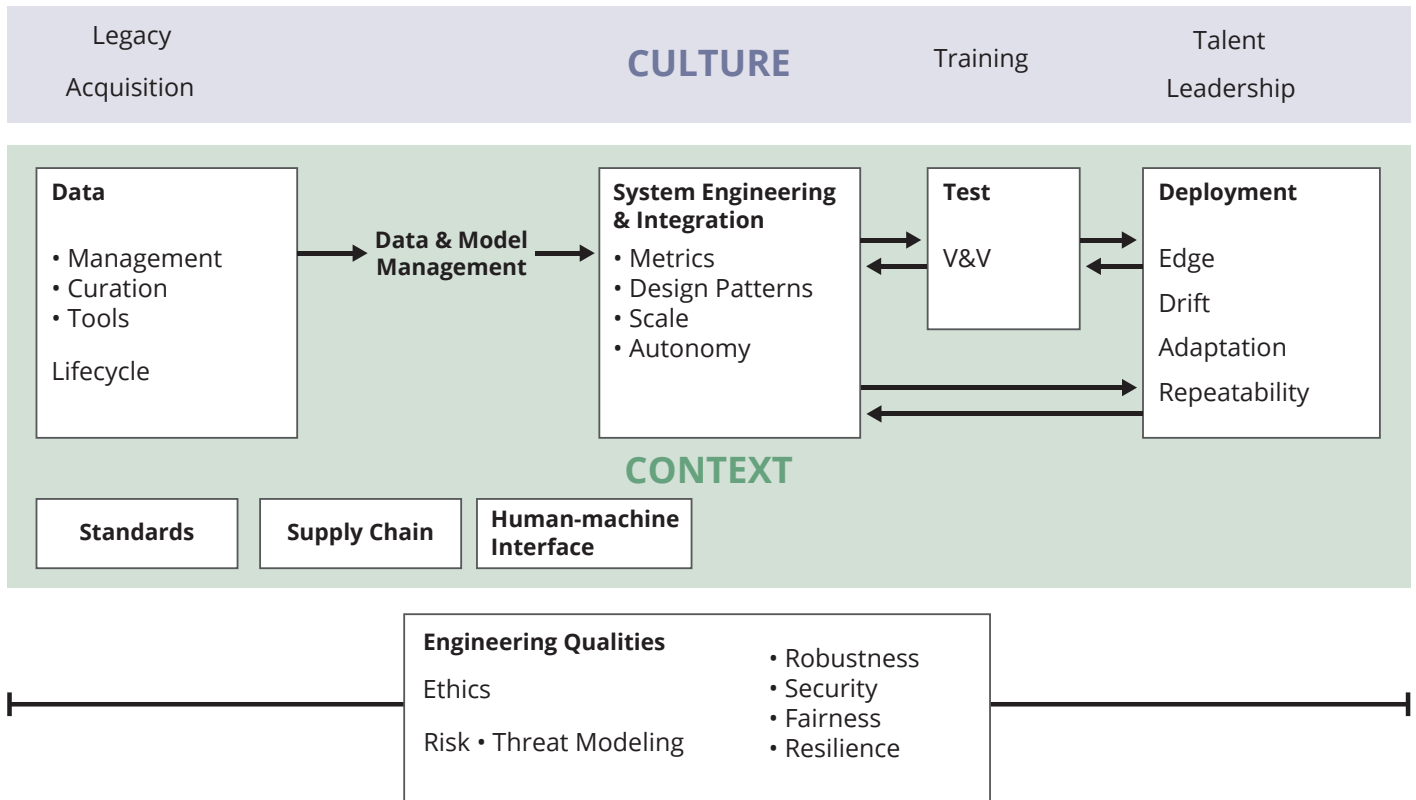 Legacy
Acquisition
CULTURE
Training
Talent
Leadership
Data
• Management
• Curation
• Tools
Lifecycle
Data & Model
Management
System Engineering
& Integration
• Metrics
• Design Patterns
• Scale
• Autonomy
Test
V&V
Deployment
Edge
Drift
Adaptation
Repeatability
CONTEXT
Standards
Supply Chain
Human-machine
Interface
Engineering Qualities
Ethics
Risk • Threat Modeling
• Robustness
• Security
• Fairness
• Resilience